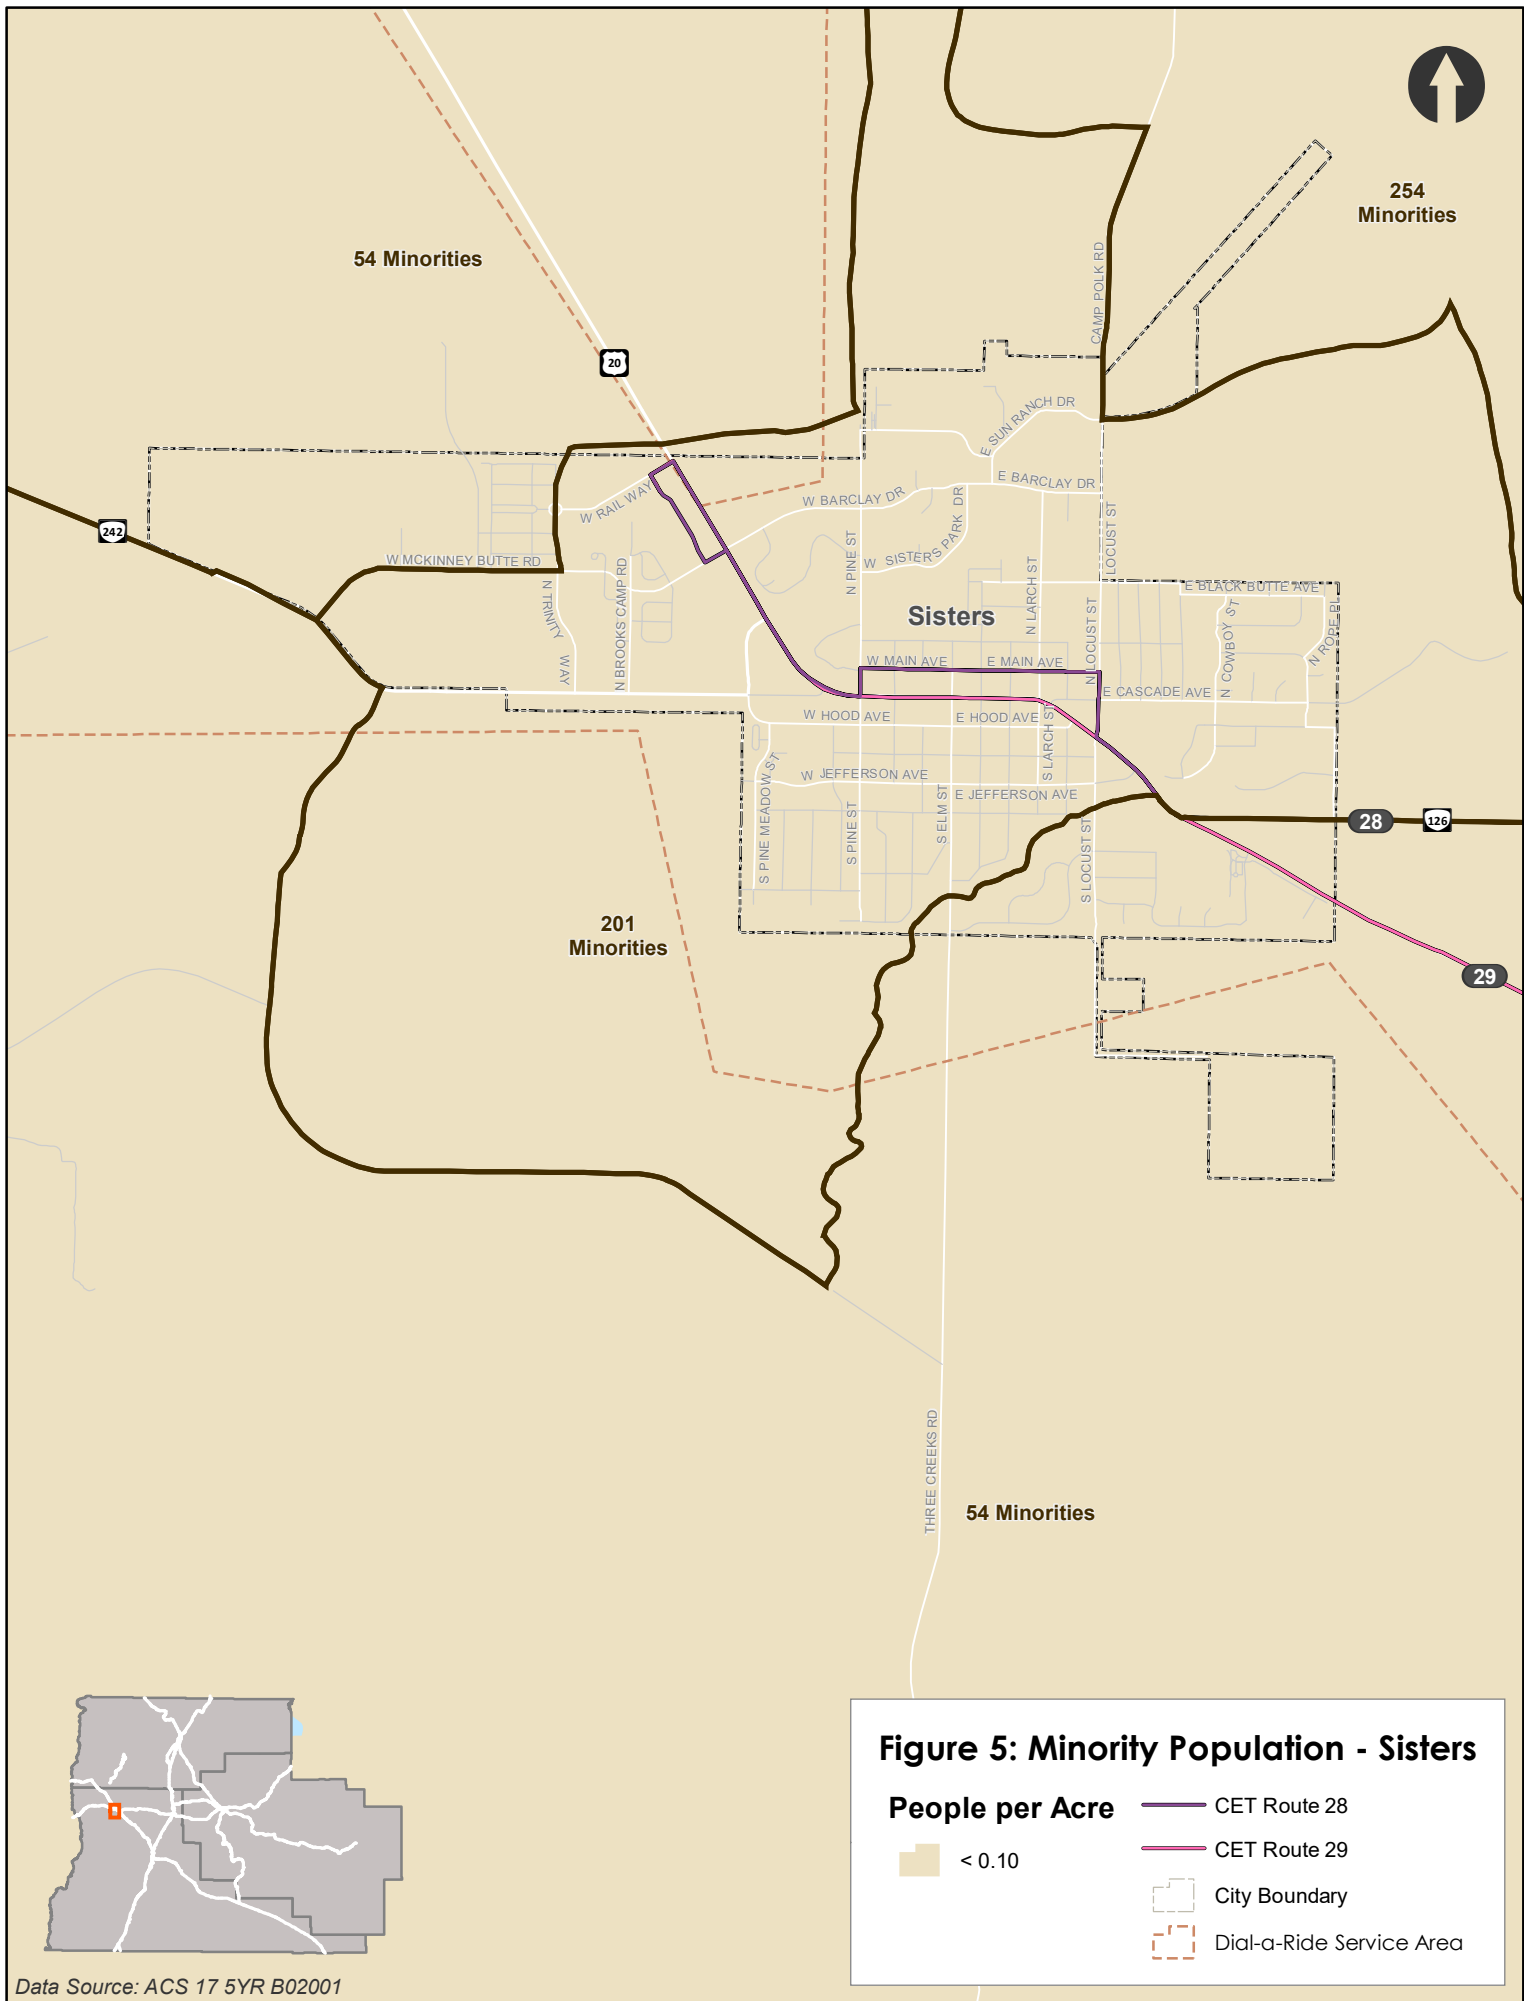 254
Minorities
54 Minorities
CAMP POLK RD
20
E SUN RANCH DR
E BARCLAY DR
W BARCLAY DR
W RAIL WAY
242
W MCKINNEY BUTTE RD
N PINE ST
W SISTERS PARK DR
LOCUST ST
N TRINITY WAY
N BROOKS CAMP RD
N LARCH ST
E BLACK BUTTE AVE
Sisters
N LOCUST ST
N COWBOY ST
N ROPE PL
W MAIN AVE
E MAIN AVE
E CASCADE AVE
W HOOD AVE
E HOOD AVE
S LARCH ST
S PINE MEADOW ST
W JEFFERSON AVE
E JEFFERSON AVE
S PINE ST
S ELM ST
S LOCUST ST
28
126
201
Minorities
29
THREE CREEKS RD
54 Minorities
Figure 5: Minority Population - Sisters
People per Acre
< 0.10
CET Route 28
CET Route 29
City Boundary
Dial-a-Ride Service Area
Data Source: ACS 17 5YR B02001